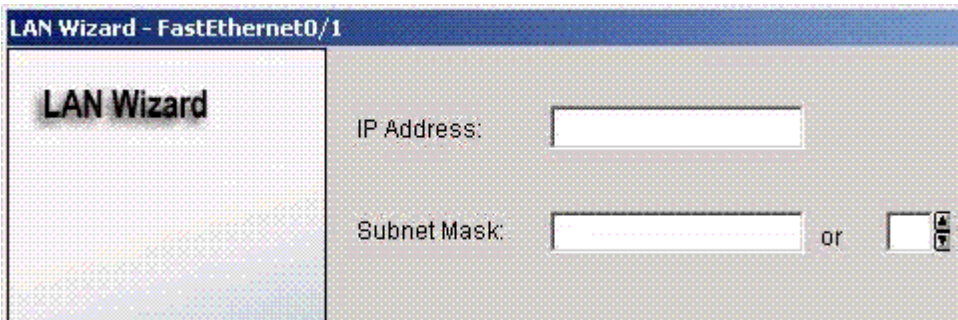 LAN Wizard - FastEthernet0/1
LAN Wizard
IP Address:
Subnet Mask:
or